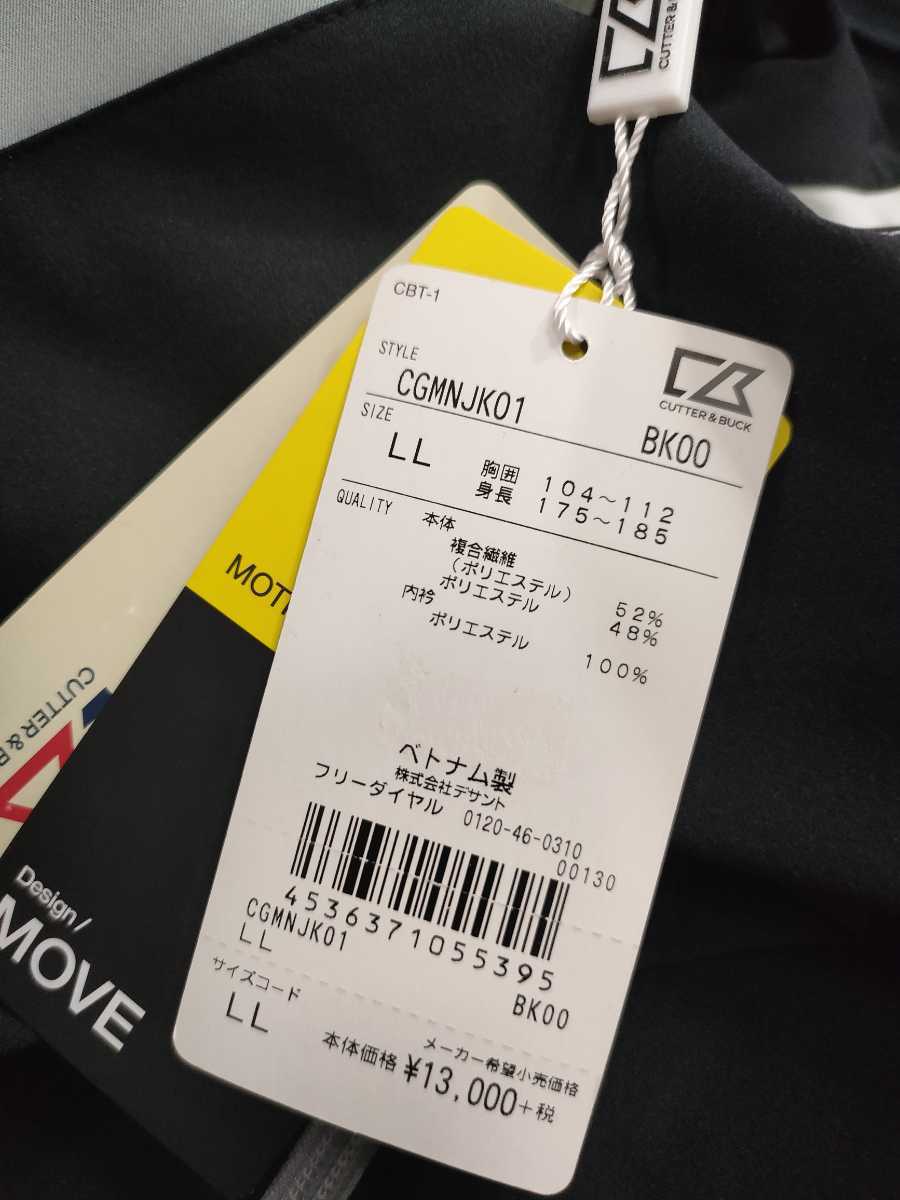 CUTTER & BU
CBT-1
STYLE
CGMNJK01
CUTTER & BUCK
BK00
SIZE
LL
胸囲 104～112
身長 175～185
QUALITY
本体
複合繊維
(ポリエステル) 52%
ポリエステル 48%
内衿
ポリエステル 100%
ベトナム製
株式会社デサント
フリーダイヤル 0120-46-0310
00130
4536371055395
CGMNJK01
LL
BK00
サイズコード
LL
メーカー希望小売価格
本体価格 ¥13,000+税
MOTI
CUTTER & B
Design/
MOVE